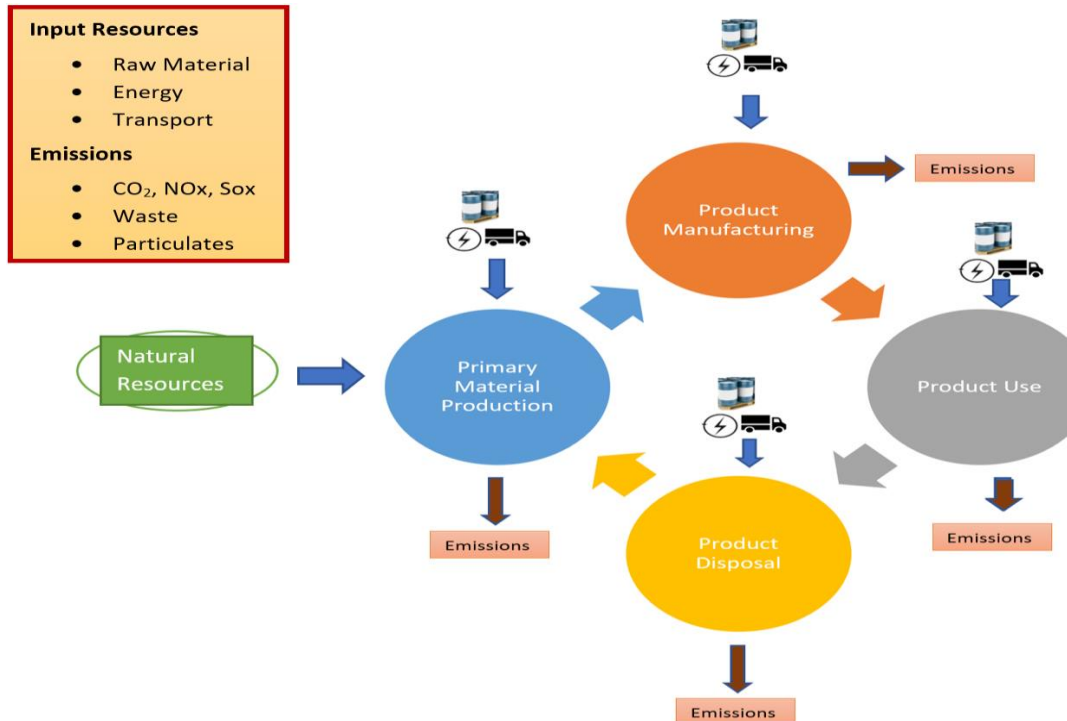 Input Resources
• Raw Material
• Energy
• Transport
Emissions
• CO₂, NOx, Sox
• Waste
• Particulates
Product
Manufacturing
Emissions
Natural
Resources
Primary
Material
Production
Product Use
Emissions
Emissions
Product
Disposal
Emissions